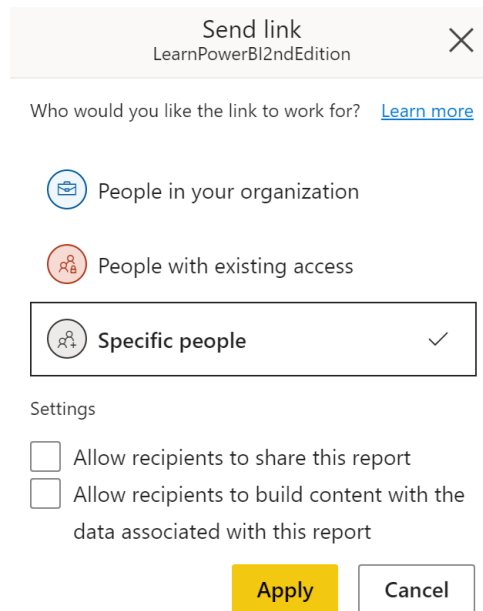 Send link
LearnPowerBI2ndEdition
Who would you like the link to work for? Learn more
People in your organization
People with existing access
Specific people
Settings
Allow recipients to share this report
Allow recipients to build content with the
data associated with this report
Apply Cancel